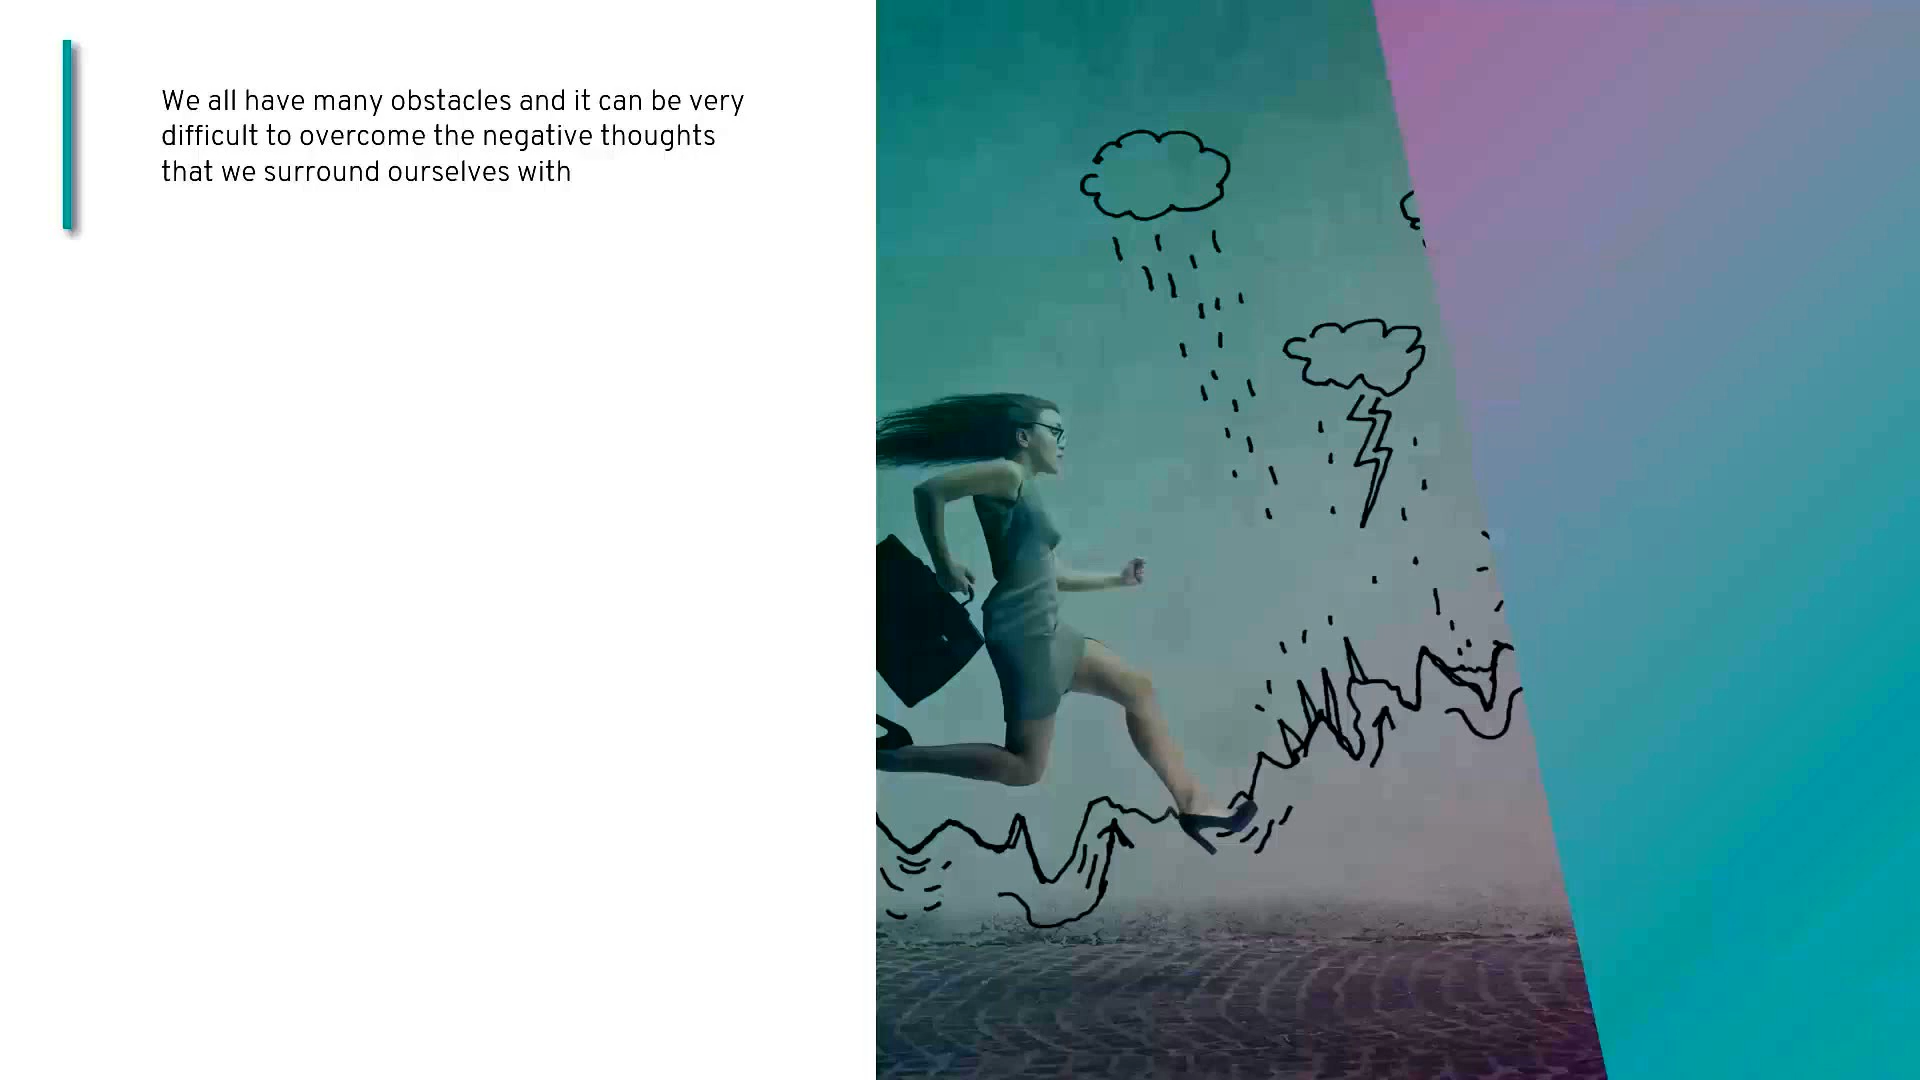 We all have many obstacles and it can be very
difficult to overcome the negative thoughts
that we surround ourselves with